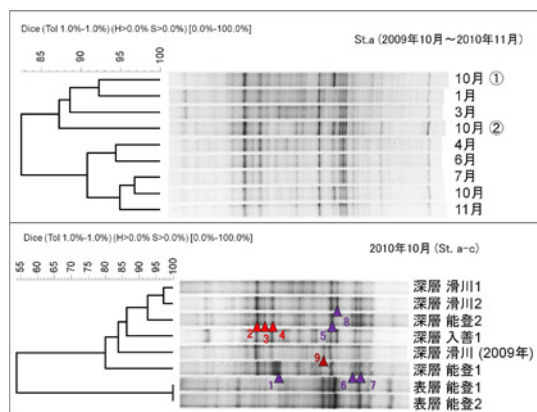 Dice (Tol 1.0%-1.0%) (H>0.0% S>0.0%) [0.0%-100.0%]
St.a (2009年10月～2010年11月)
85 90 95 100
10月 ①
1月
3月
10月 ②
4月
6月
7月
10月
11月
Dice (Tol 1.0%-1.0%) (H>0.0% S>0.0%) [0.0%-100.0%]
2010年10月 (St. a-c)
55 60 65 70 75 80 85 90 95 100
深層 滑川1
深層 滑川2
8
深層 能登2
2 3 4 5
深層 入善1
深層 滑川 (2009年)
9
深層 能登1
1 6 7
表層 能登1
表層 能登2